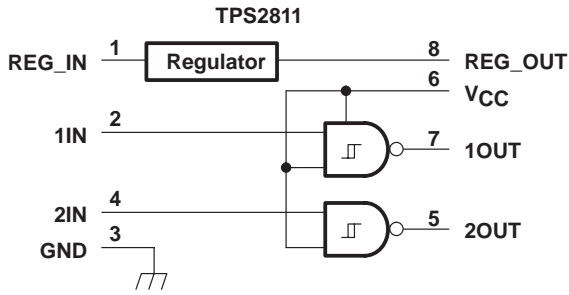 TPS2811
REG_IN 1 Regulator 8 REG_OUT
6 VCC
1IN 2 7 1OUT
2IN 4 5 2OUT
GND 3